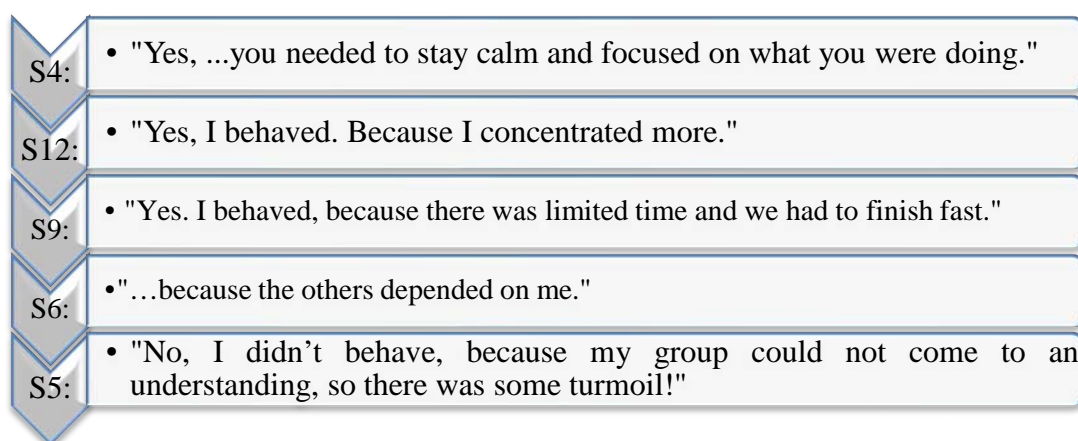 S4:
• "Yes, ...you needed to stay calm and focused on what you were doing."
S12:
• "Yes, I behaved. Because I concentrated more."
S9:
• "Yes. I behaved, because there was limited time and we had to finish fast."
S6:
•"…because the others depended on me."
S5:
• "No, I didn’t behave, because my group could not come to an
understanding, so there was some turmoil!"